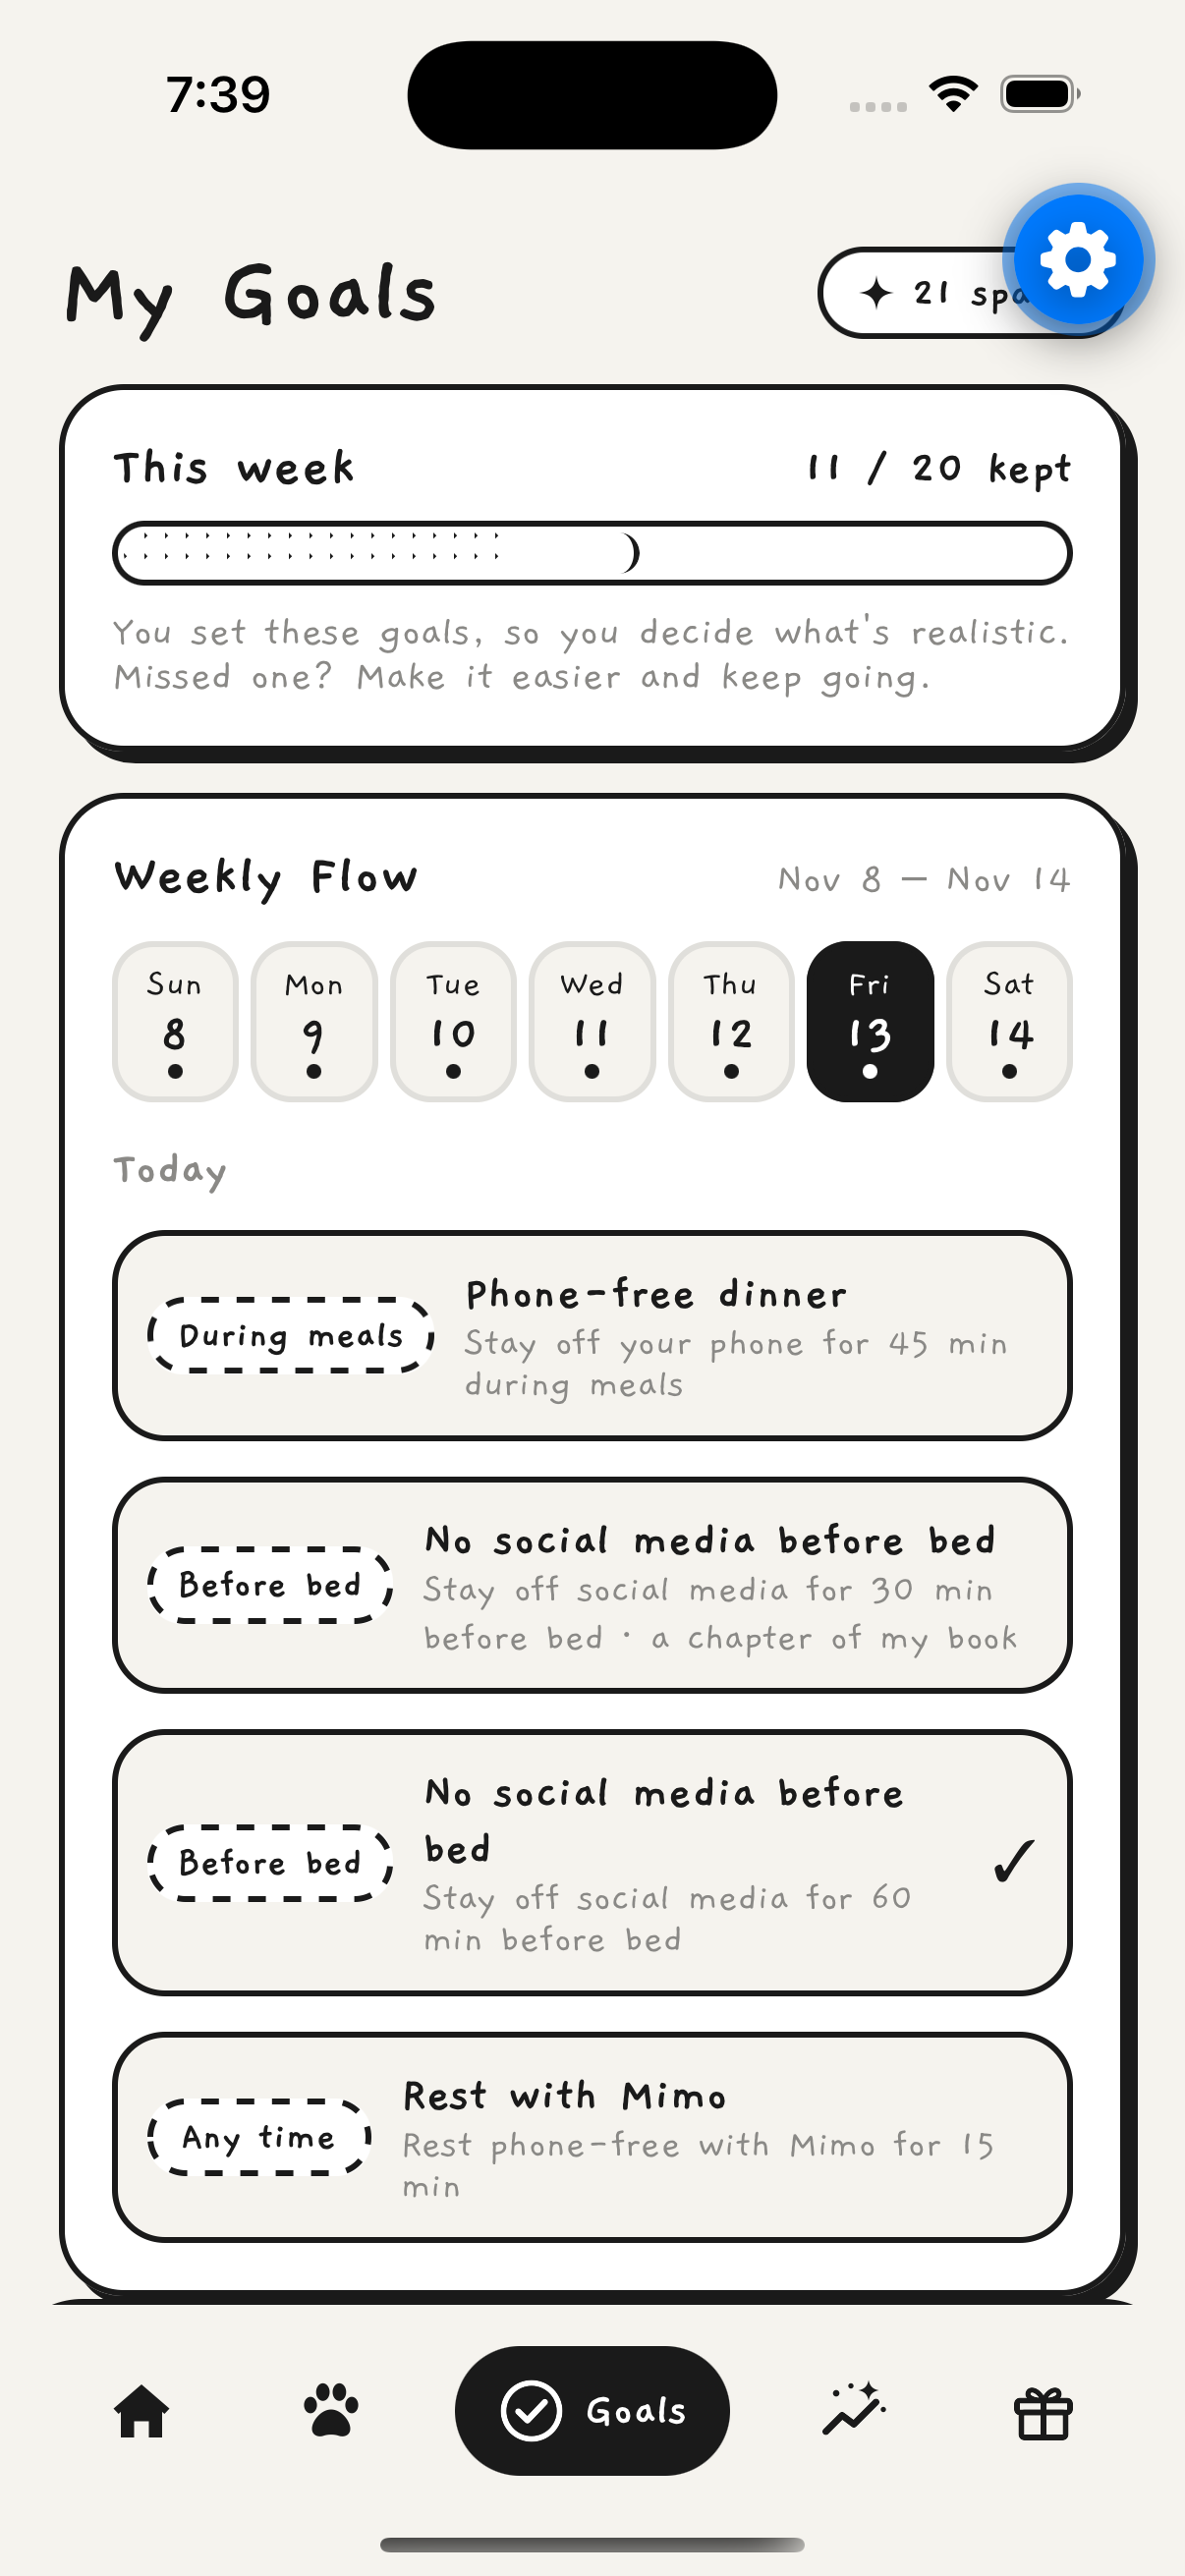 7:39
My Goals
✦ 21
This week
11 / 20 kept
You set these goals, so you decide what's realistic.
Missed one? Make it easier and keep going.
Weekly Flow
Nov 8 – Nov 14
Sun Mon Tue Wed Thu Fri Sat
8 9 10 11 12 13 14
Today
During meals
Phone-free dinner
Stay off your phone for 45 min
during meals
Before bed
No social media before bed
Stay off social media for 30 min
before bed · a chapter of my book
Before bed
No social media before
bed
Stay off social media for 60
min before bed
✓
Any time
Rest with Mimo
Rest phone-free with Mimo for 15
min
Goals